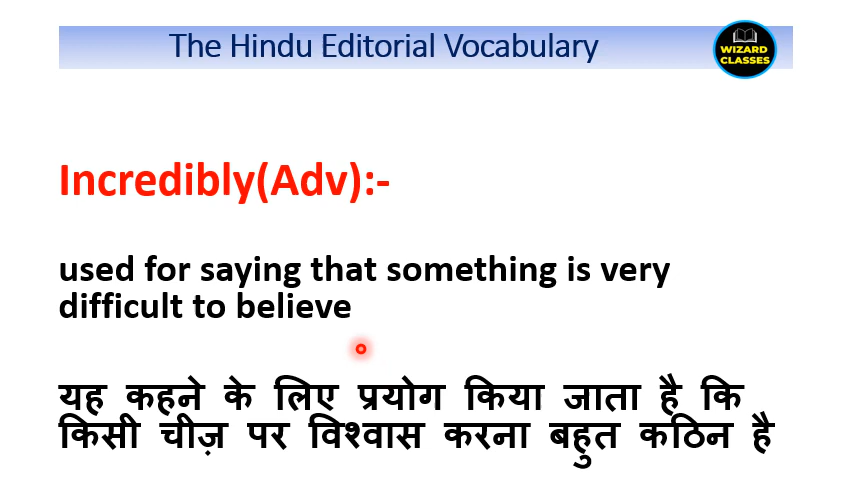 The Hindu Editorial Vocabulary
WIZARD
CLASSES
Incredibly(Adv):-
used for saying that something is very
difficult to believe
यह कहने के लिए प्रयोग किया जाता है कि
किसी चीज़ पर विश्वास करना बहुत कठिन है